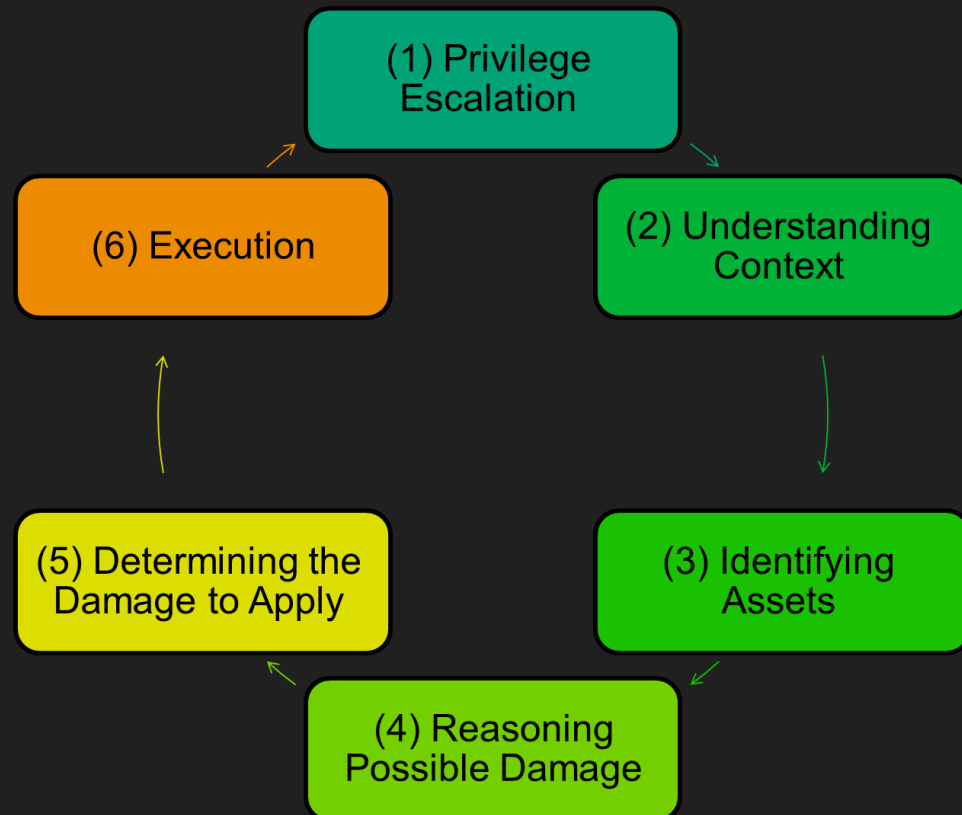 (1) Privilege
Escalation
(2) Understanding
Context
(3) Identifying
Assets
(4) Reasoning
Possible Damage
(5) Determining the
Damage to Apply
(6) Execution